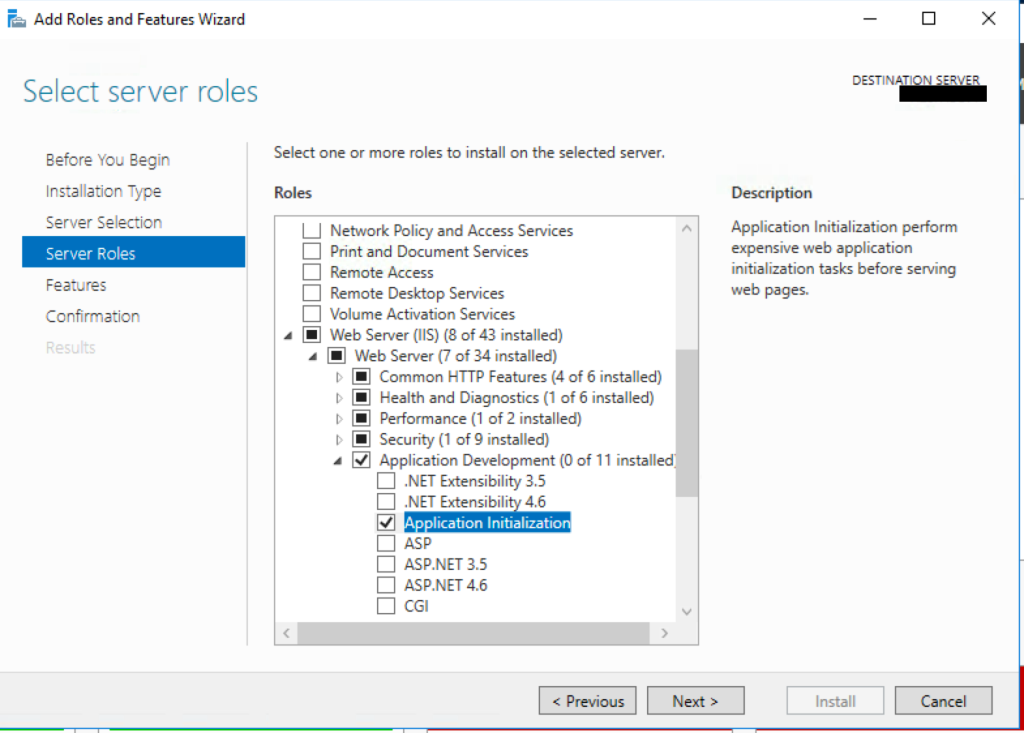 Add Roles and Features Wizard
Select server roles
DESTINATION SERVER
Before You Begin
Installation Type
Server Selection
Server Roles
Features
Confirmation
Results
Select one or more roles to install on the selected server.
Roles
Network Policy and Access Services
Print and Document Services
Remote Access
Remote Desktop Services
Volume Activation Services
Web Server (IIS) (8 of 43 installed)
Web Server (7 of 34 installed)
Common HTTP Features (4 of 6 installed)
Health and Diagnostics (1 of 6 installed)
Performance (1 of 2 installed)
Security (1 of 9 installed)
Application Development (0 of 11 installed)
.NET Extensibility 3.5
.NET Extensibility 4.6
Application Initialization
ASP
ASP.NET 3.5
ASP.NET 4.6
CGI
Description
Application Initialization perform
expensive web application
initialization tasks before serving
web pages.
< Previous
Next >
Install
Cancel